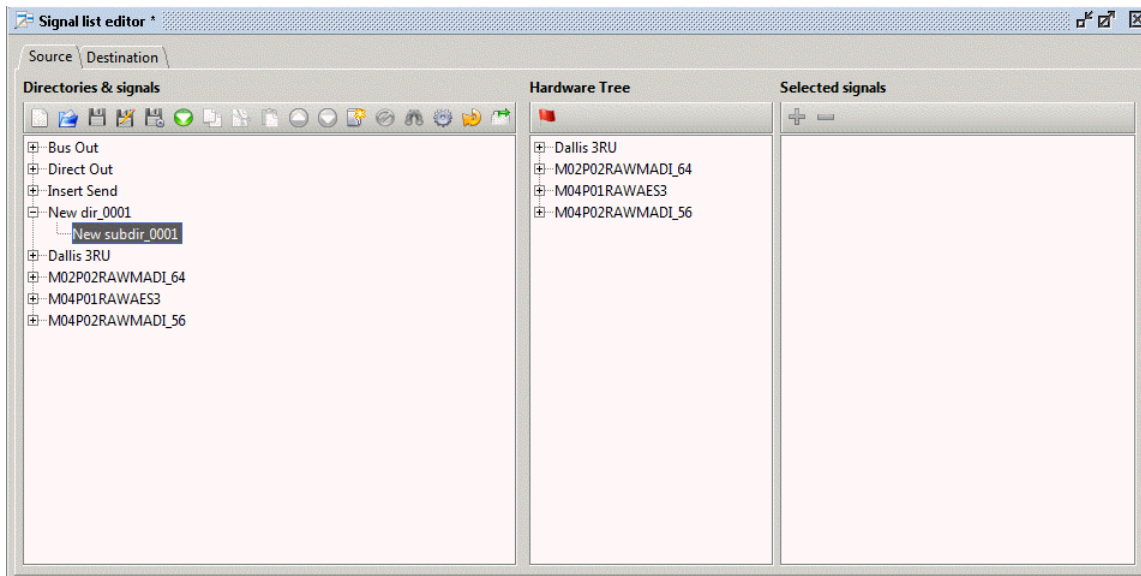 Signal list editor *
Source Destination
Directories & signals
Hardware Tree
Selected signals
Bus Out
Direct Out
Insert Send
New dir_0001
New subdir_0001
Dallis 3RU
M02P02RAWMADI_64
M04P01RAWAES3
M04P02RAWMADI_56
Dallis 3RU
M02P02RAWMADI_64
M04P01RAWAES3
M04P02RAWMADI_56